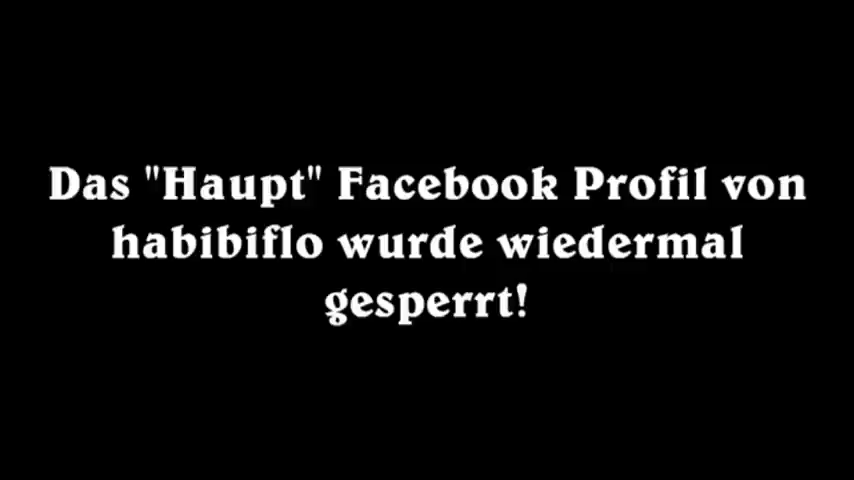 Das "Haupt" Facebook Profil von
habibiflo wurde wiedermal
gesperrt!